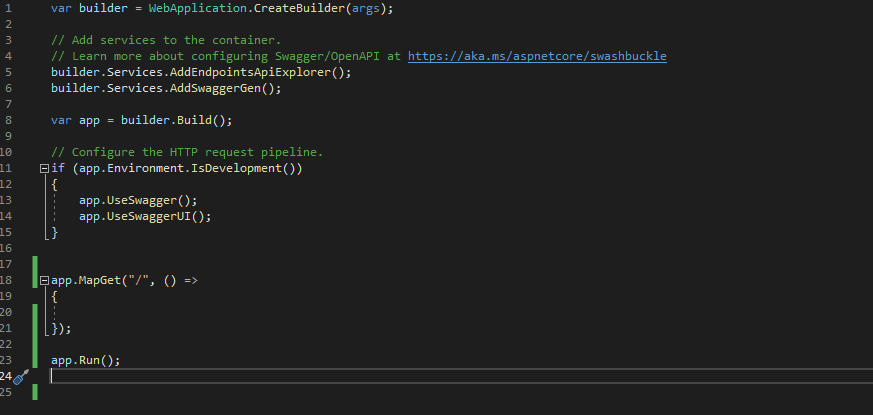 1 var builder = WebApplication.CreateBuilder(args);
2
3 // Add services to the container.
4 // Learn more about configuring Swagger/OpenAPI at https://aka.ms/aspnetcore/swashbuckle
5 builder.Services.AddEndpointsApiExplorer();
6 builder.Services.AddSwaggerGen();
7
8 var app = builder.Build();
9
10 // Configure the HTTP request pipeline.
11 if (app.Environment.IsDevelopment())
12 {
13     app.UseSwagger();
14     app.UseSwaggerUI();
15 }
16
17
18 app.MapGet("/", () =>
19 {
20
21 });
22
23 app.Run();
24
25